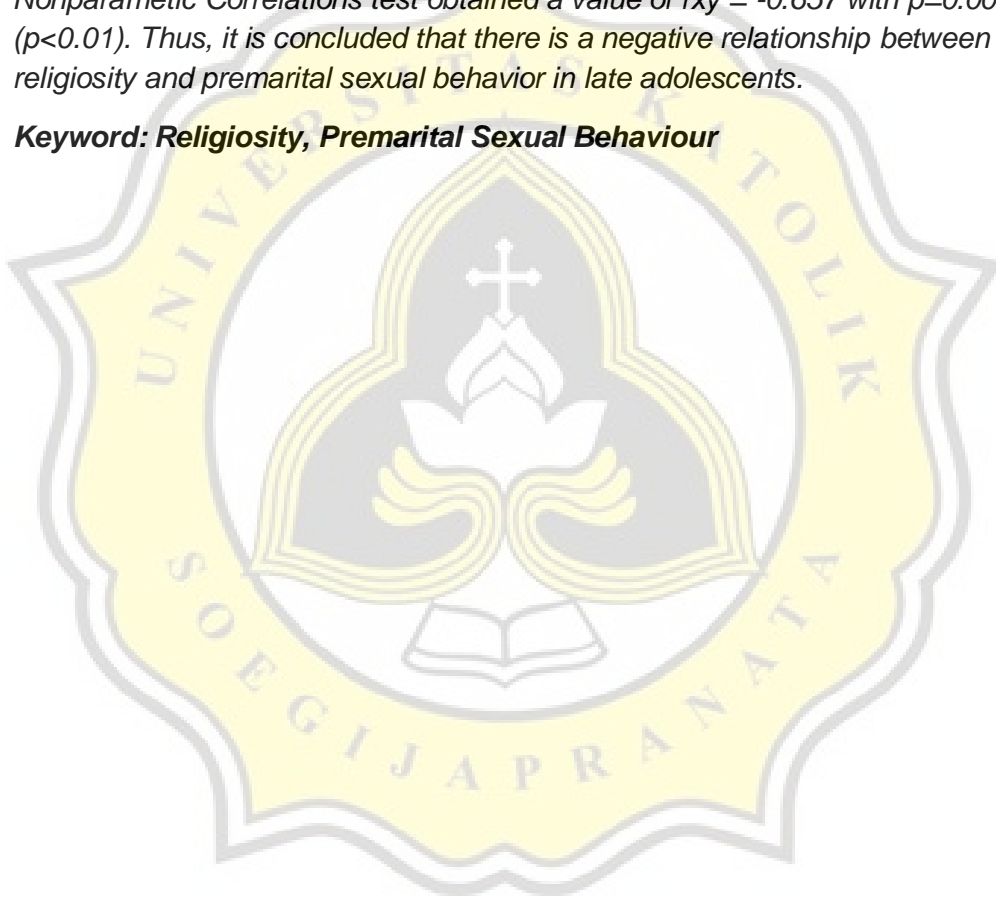 Nonparametric Correlations test obtained a value of rxy = -0.657 with p=0.00
(p<0.01). Thus, it is concluded that there is a negative relationship between
religiosity and premarital sexual behavior in late adolescents.
Keyword: Religiosity, Premarital Sexual Behaviour
UNIVERSITAS KATOLIK
SOEGIJAPRANATA